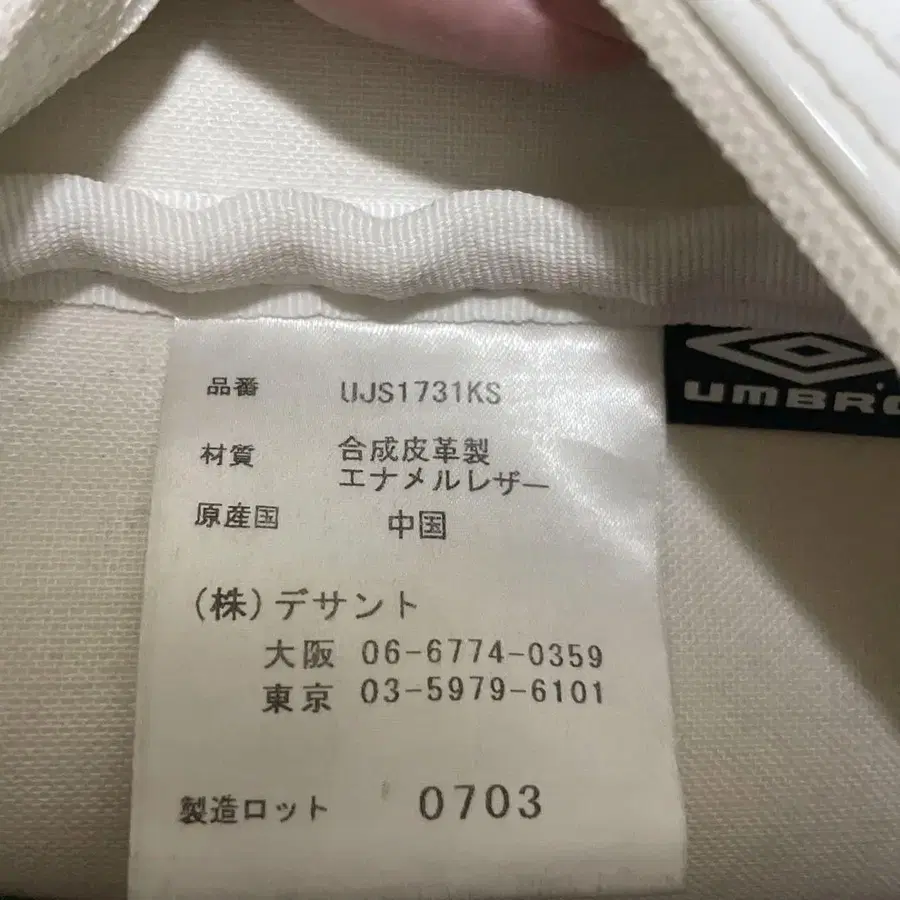 品番 UJS1731KS
材質 合成皮革製
エナメルレザー
原産国 中国
(株)デサント
大阪 06-6774-0359
東京 03-5979-6101
製造ロット 0703
UMBRO